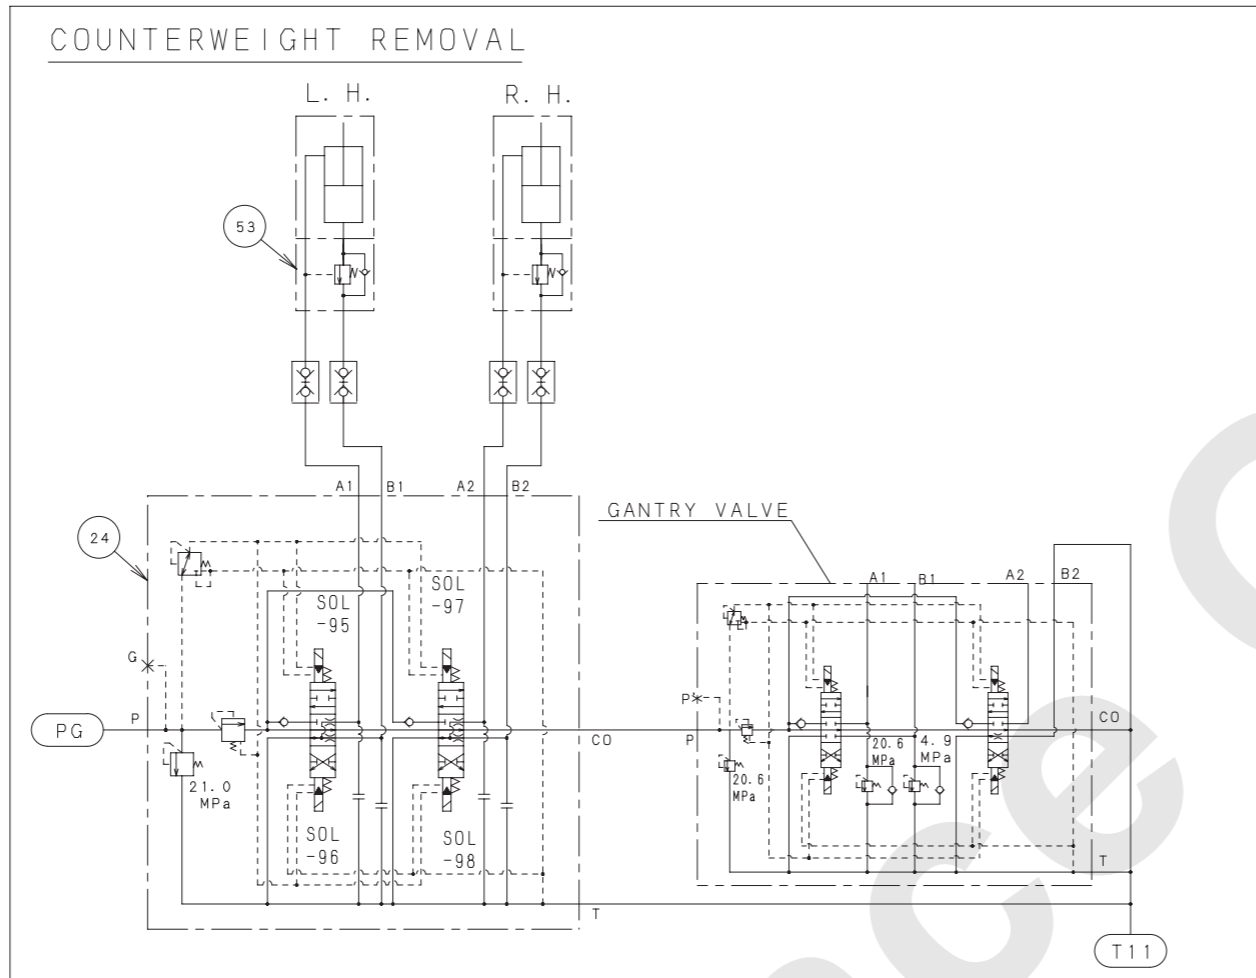 COUNTERWEIGHT REMOVAL
L. H.
R. H.
53
A1
B1
A2
B2
GANTRY VALVE
24
SOL
-95
SOL
-97
A1
B1
A2
B2
G
P
PG
21.0
MPa
CO
P
P
20.6
MPa
20.6
MPa
4.9
MPa
CO
SOL
-96
SOL
-98
T
T
T11
ce